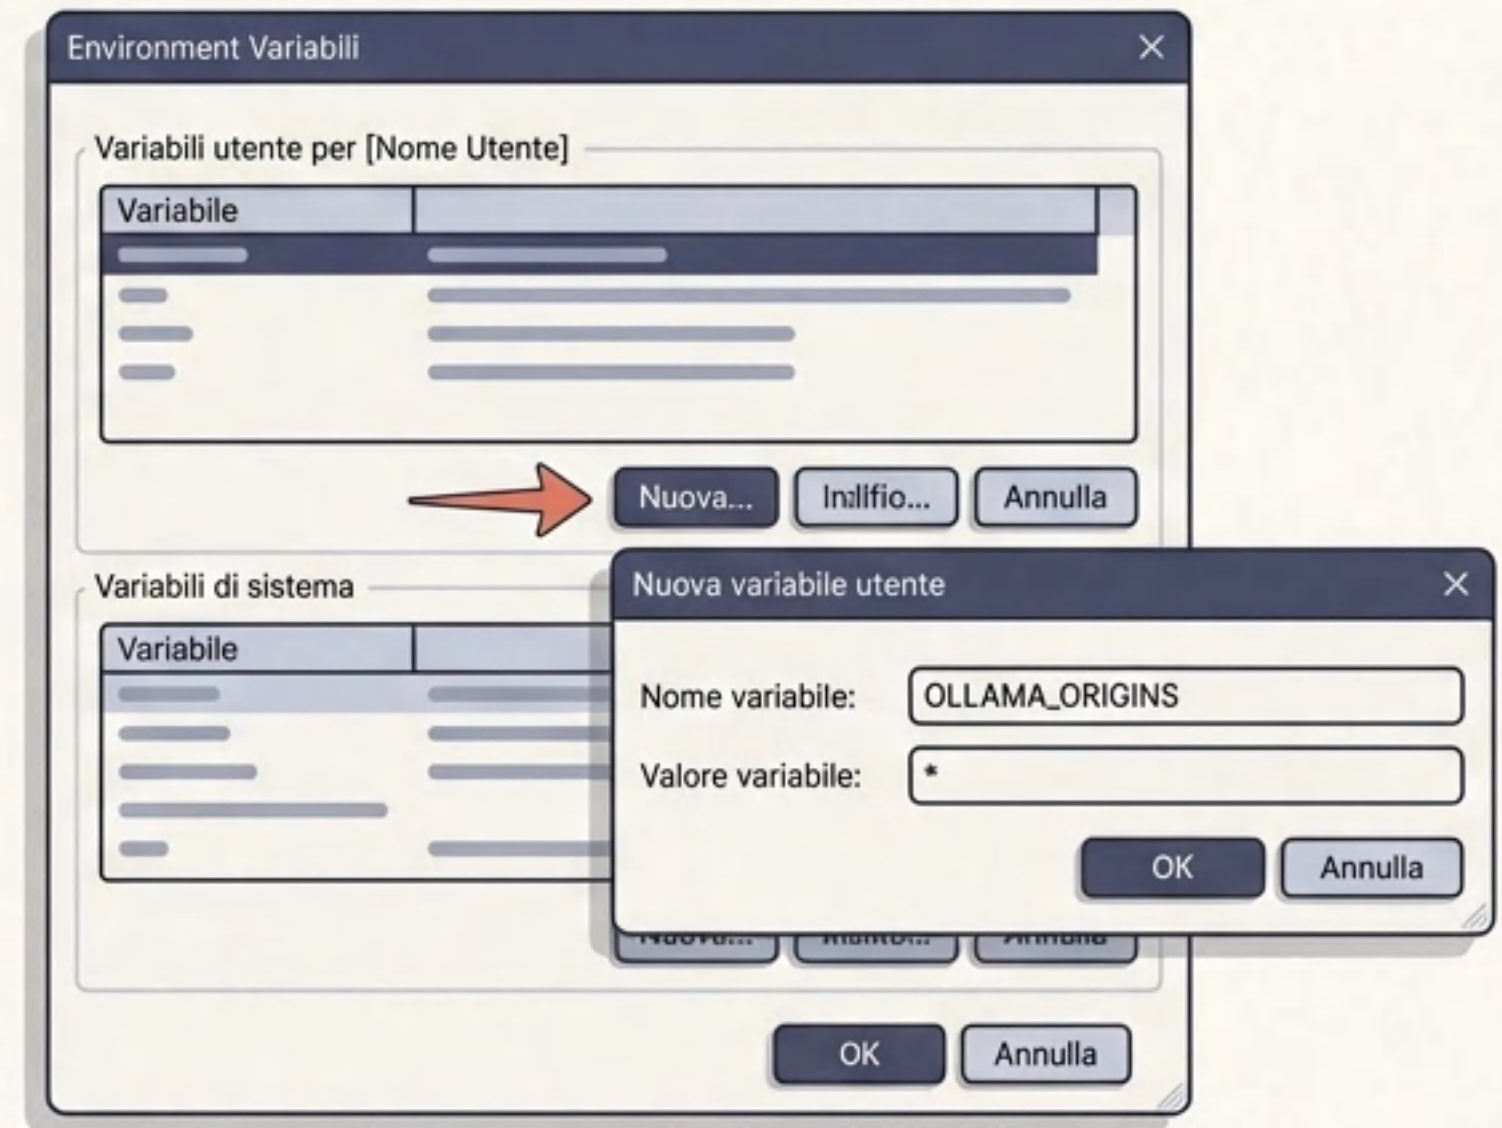 Environment Variabili
Variabili utente per [Nome Utente]
Variabile
Nuova...
Annulla
Variabili di sistema
Variabile
Nuova variabile utente
Nome variabile: OLLAMA_ORIGINS
Valore variabile: *
OK Annulla
OK Annulla